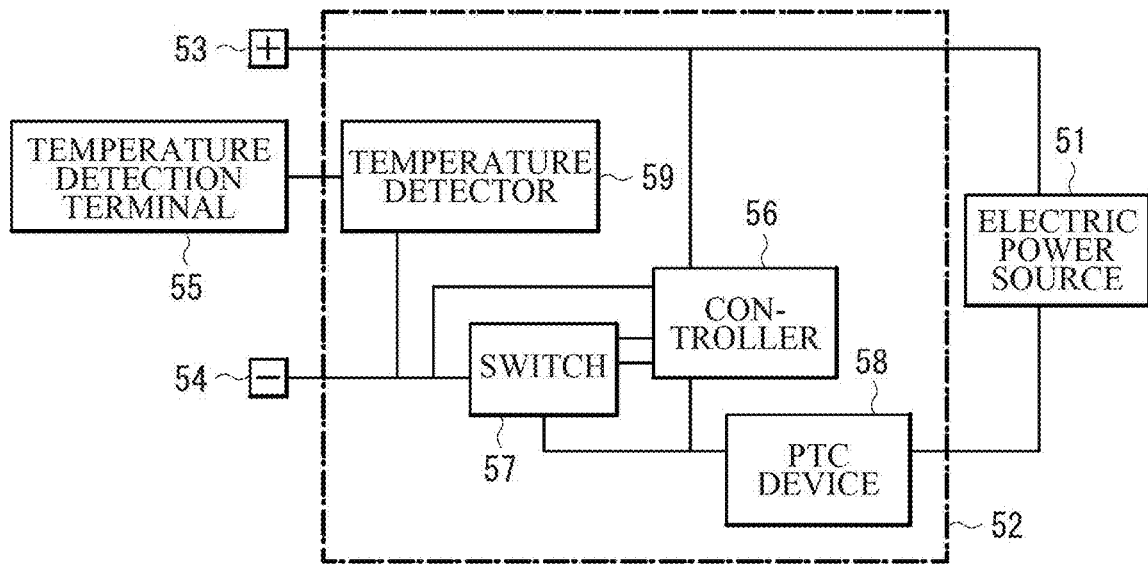 53
+
TEMPERATURE
DETECTION
TERMINAL
55
TEMPERATURE
DETECTOR
59
51
ELECTRIC
POWER
SOURCE
56
CON-
TROLLER
54
−
SWITCH
57
58
PTC
DEVICE
52